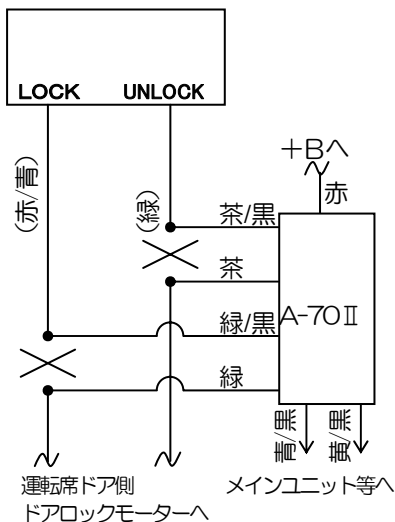 LOCK UNLOCK
+Bへ
赤
(赤/青)
(緑)
茶/黒
茶
緑/黒
A-70Ⅱ
緑
青/黒
黄/黒
運転席ドア側
ドアロックモーターへ
メインユニット等へ